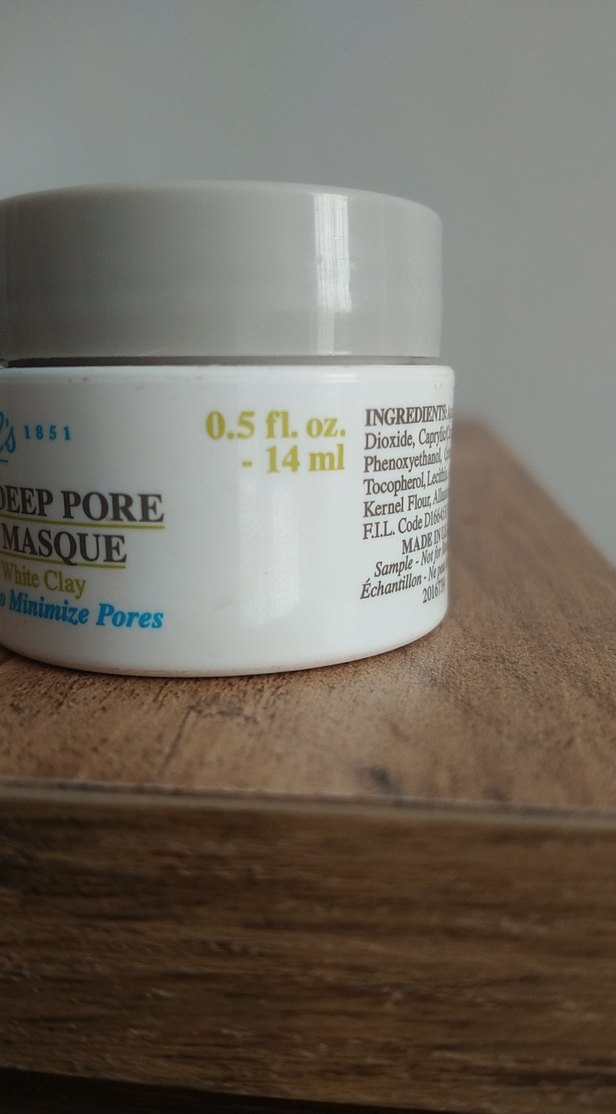 's 1851
DEEP PORE
MASQUE
White Clay
o Minimize Pores
0.5 fl. oz.
- 14 ml
INGREDIENTS:
Dioxide,
Phenoxyethanol,
Tocopherol,
Kernel Flour,
F.I.L. Code
MADE IN
Sample - Not
Échantillon - Ne